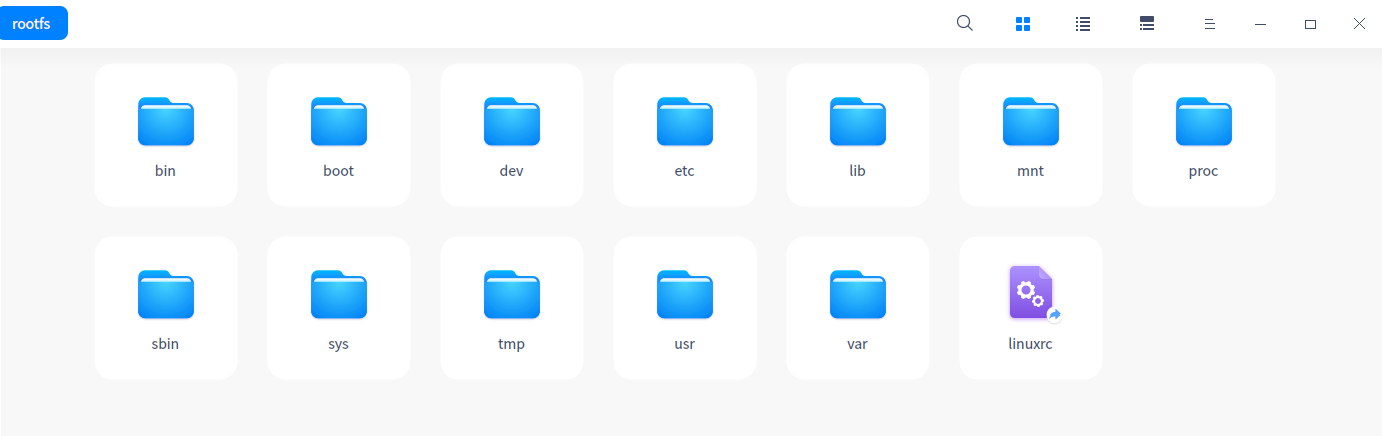 rootfs
bin boot dev etc lib mnt proc
sbin sys tmp usr var linuxrc